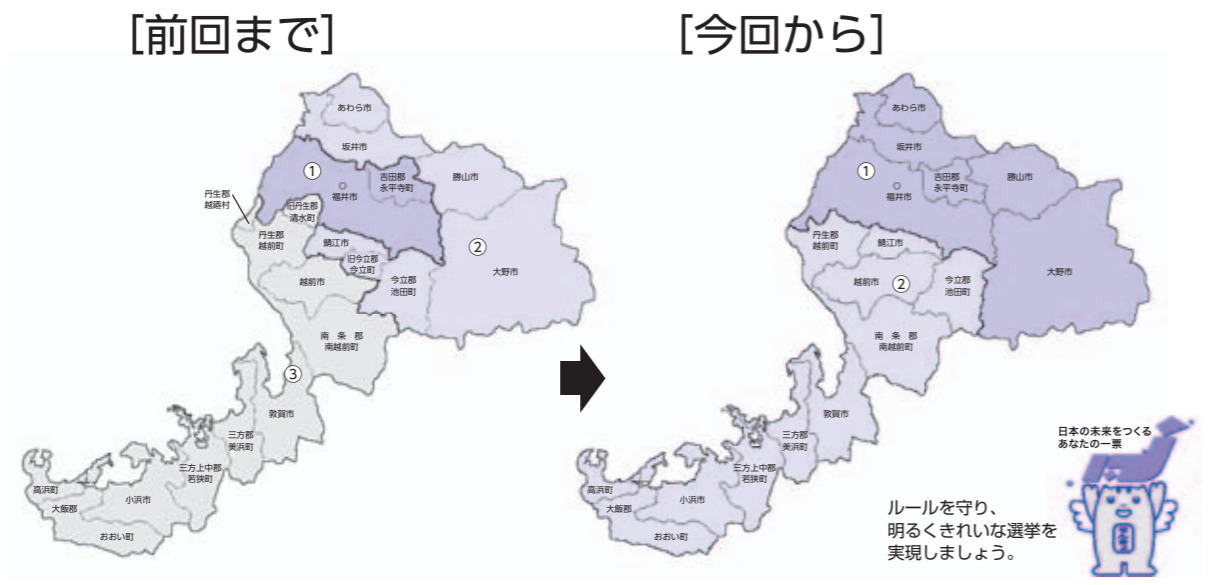 [前回まで]
あわら市
坂井市
①
吉田郡
永平寺町
勝山市
福井市
丹生郡
越廼村
旧丹生郡
清水町
丹生郡
越前町
鯖江市
②
旧今立郡
今立町
大野市
越前市
今立郡
池田町
南条郡
南越前町
③
敦賀市
三方郡
美浜町
三方上中郡
若狭町
高浜町
小浜市
大飯郡
おおい町
[今回から]
あわら市
坂井市
①
吉田郡
永平寺町
勝山市
福井市
丹生郡
越前町
鯖江市
大野市
越前市
②
今立郡
池田町
南条郡
南越前町
敦賀市
三方郡
美浜町
三方上中郡
若狭町
高浜町
小浜市
大飯郡
おおい町
日本の未来をつくる
あなたの一票
ルールを守り、
明るくきれいな選挙を
実現しましょう。